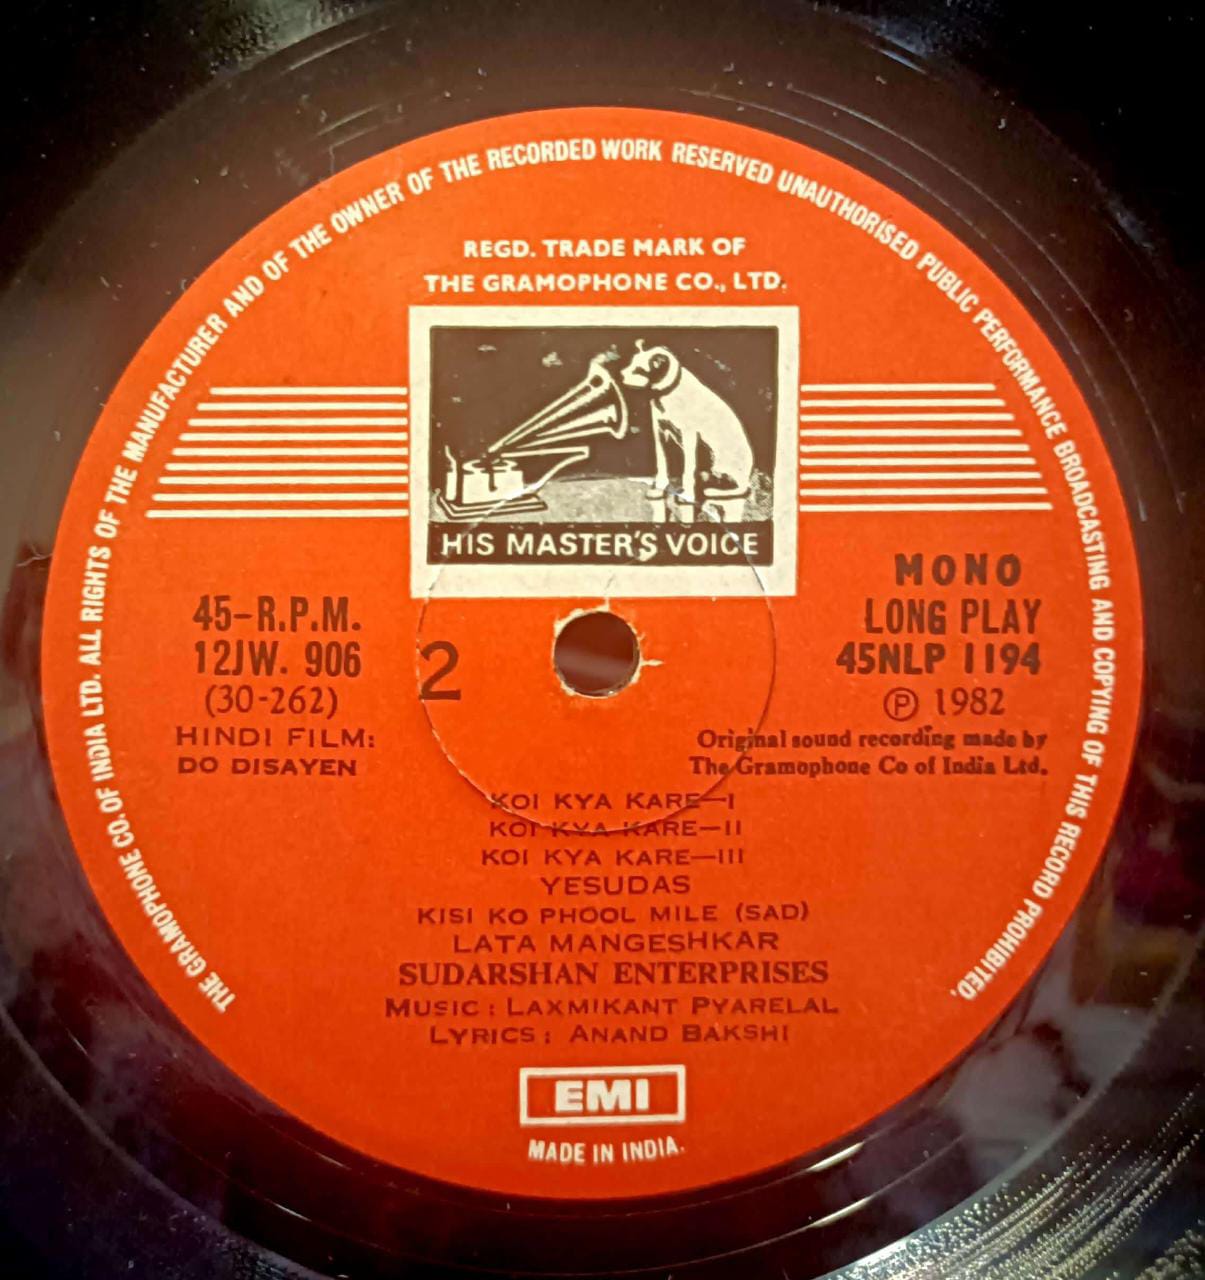 THE GRAMOPHONE CO. OF INDIA LTD. ALL RIGHTS OF THE MANUFACTURER AND OF THE OWNER OF THE RECORDED WORK RESERVED UNAUTHORISED PUBLIC PERFORMANCE BROADCASTING AND COPYING OF THIS RECORD PROHIBITED.
REGD. TRADE MARK OF
THE GRAMOPHONE CO., LTD.
HIS MASTER'S VOICE
45-R.P.M.
12JW. 906
(30-262)
HINDI FILM:
DO DISAYEN
2
MONO
LONG PLAY
45NLP 1194
Ⓟ 1982
Original sound recording made by
The Gramophone Co of India Ltd.
KOI KYA KARE—I
KOI KYA KARE—II
KOI KYA KARE—III
YESUDAS
KISI KO PHOOL MILE (SAD)
LATA MANGESHKAR
SUDARSHAN ENTERPRISES
MUSIC : LAXMIKANT PYARELAL
LYRICS : ANAND BAKSHI
EMI
MADE IN INDIA.